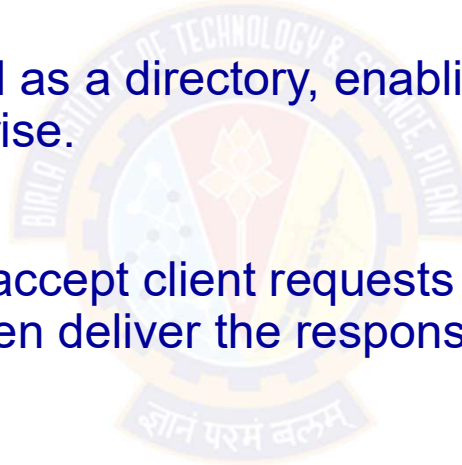 l as a directory, enabli
ise.
accept client requests
en deliver the respons
BIRLA INSTITUTE OF TECHNOLOGY & SCIENCE, PILANI
ज्ञानं परमं बलम्